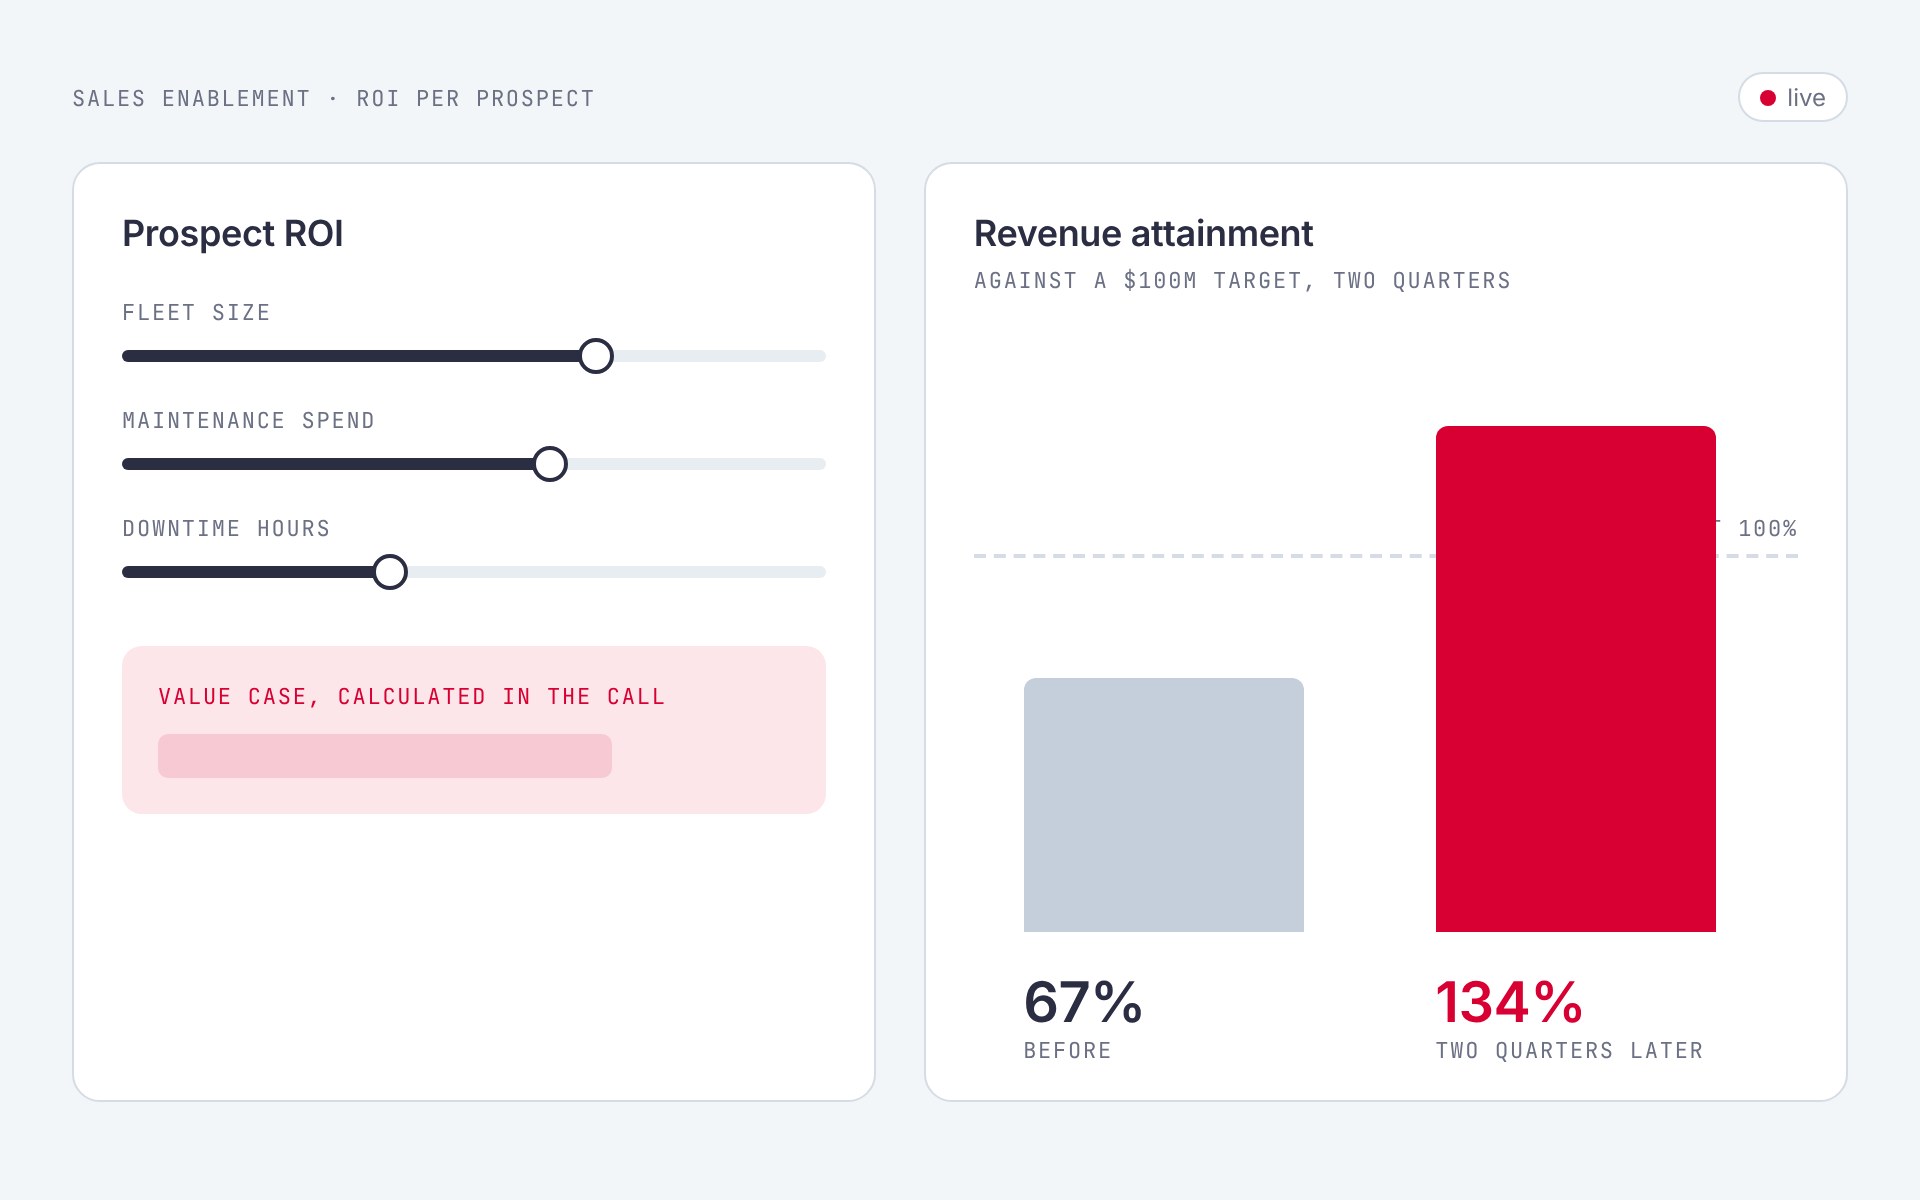 SALES ENABLEMENT · ROI PER PROSPECT
live
Prospect ROI
FLEET SIZE
MAINTENANCE SPEND
DOWNTIME HOURS
VALUE CASE, CALCULATED IN THE CALL
Revenue attainment
AGAINST A $100M TARGET, TWO QUARTERS
100%
67%
BEFORE
134%
TWO QUARTERS LATER